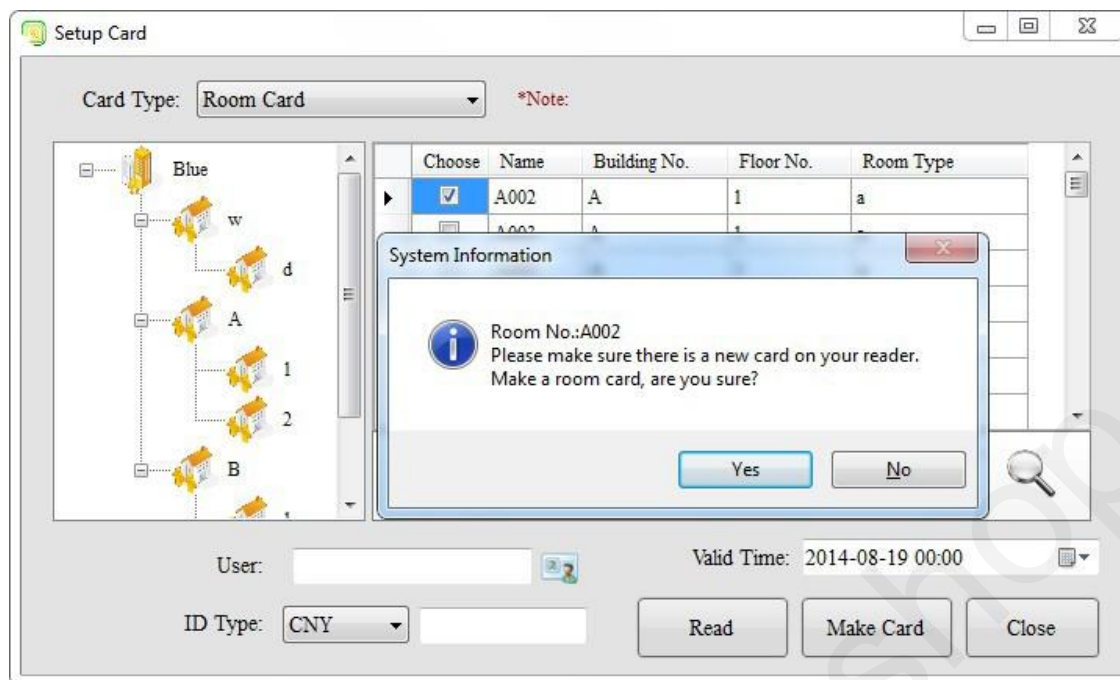 Setup Card
Card Type: Room Card *Note:
Blue
w
d
A
1
2
B
Choose Name Building No. Floor No. Room Type
A002 A 1 a
System Information
Room No.:A002
Please make sure there is a new card on your reader.
Make a room card, are you sure?
Yes No
User: Valid Time: 2014-08-19 00:00
ID Type: CNY Read Make Card Close
shop